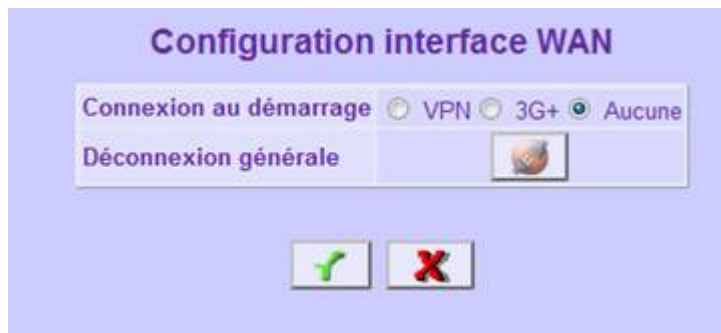 Configuration interface WAN
Connexion au démarrage VPN 3G+ Aucune
Déconnexion générale